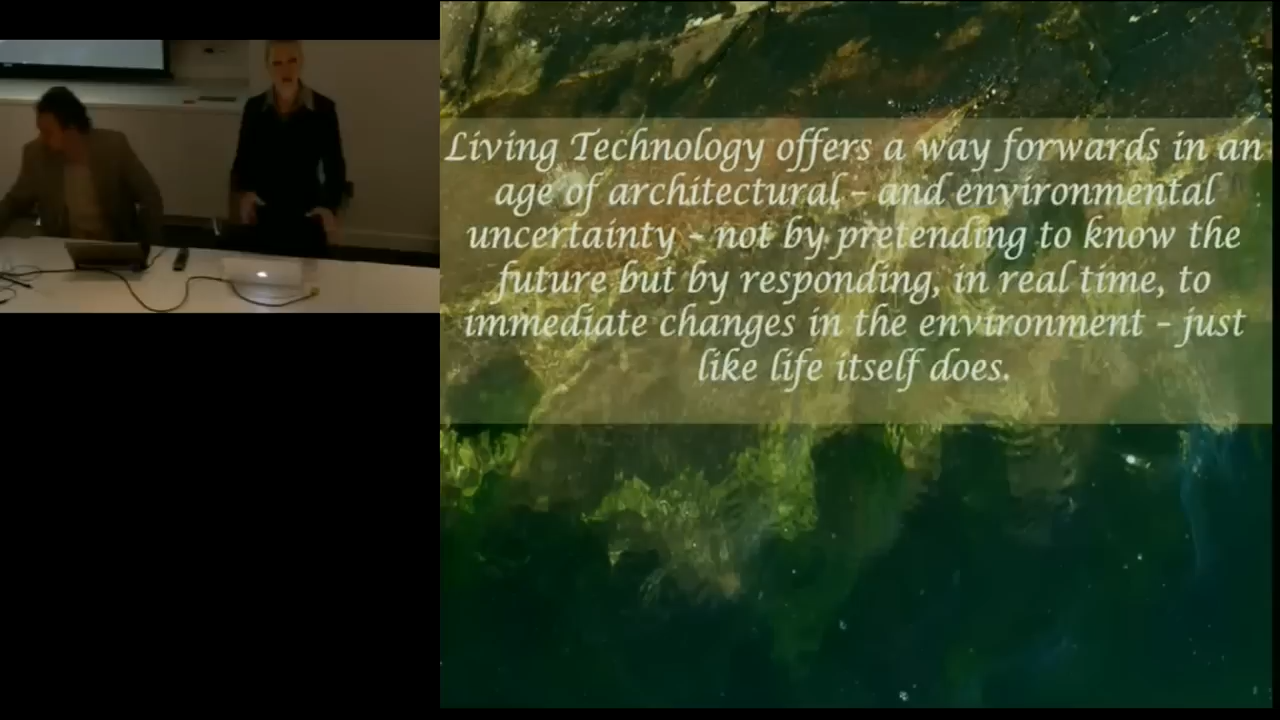 Living Technology offers a way forwards in an
age of architectural – and environmental
uncertainty – not by pretending to know the
future but by responding, in real time, to
immediate changes in the environment – just
like life itself does.